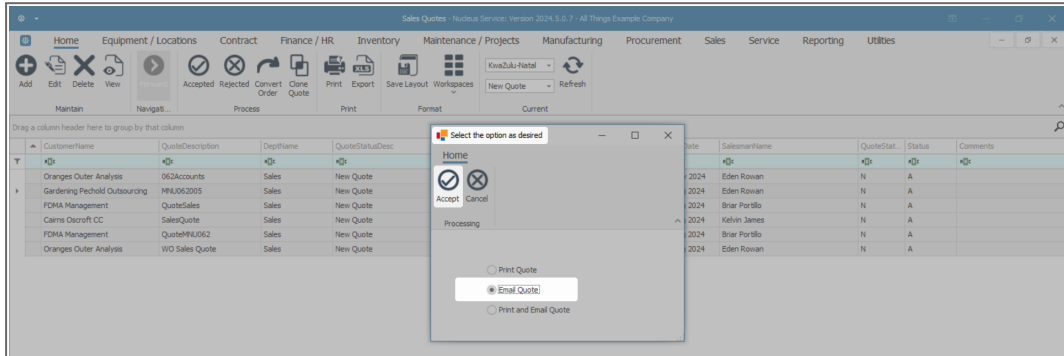 Sales Quotes - Nucleus Service: Version 2024.5.0.7 - All Things Example Company
Home Equipment / Locations Contract Finance / HR Inventory Maintenance / Projects Manufacturing Procurement Sales Service Reporting Utilities
Add Edit Delete View Forward Accepted Rejected Convert Order Clone Quote Print Export Save Layout Workspaces KwaZulu-Natal New Quote Refresh
Maintain Navigati... Process Print Format Current
Drag a column header here to group by that column
CustomerName QuoteDescription DeptName QuoteStatusDesc Date SalesmanName QuoteStat... Status Comments
Oranges Outer Analysis 062Accounts Sales New Quote 2024 Eden Rowan N A
Gardening Pechold Outsourcing MNU062005 Sales New Quote 2024 Eden Rowan N A
FDMA Management QuoteSales Sales New Quote 2024 Briar Portillo N A
Cairns Oscroft CC SalesQuote Sales New Quote 2024 Kelvin James N A
FDMA Management QuoteMNU062 Sales New Quote 2024 Briar Portillo N A
Oranges Outer Analysis WO Sales Quote Sales New Quote 2024 Eden Rowan N A
Select the option as desired
Home
Accept Cancel
Processing
Print Quote
Email Quote
Print and Email Quote